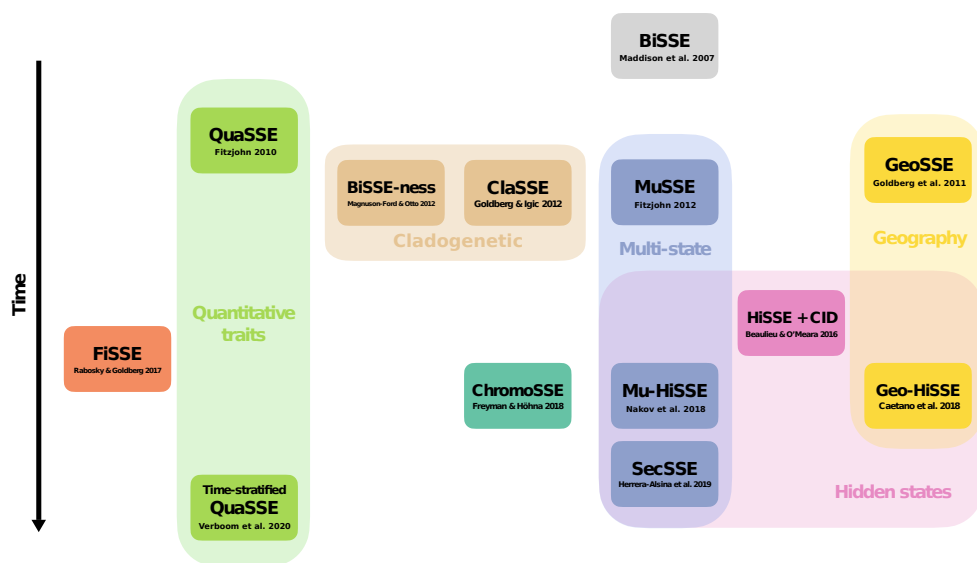 BiSSE
Maddison et al. 2007
QuaSSE
Fitzjohn 2010
BiSSE-ness
Magnuson-Ford & Otto 2012
ClaSSE
Goldberg & Igic 2012
Cladogenetic
MuSSE
Fitzjohn 2012
Multi-state
GeoSSE
Goldberg et al. 2011
Geography
Time
Quantitative
traits
HiSSE +CID
Beaulieu & O'Meara 2016
FiSSE
Rabosky & Goldberg 2017
ChromoSSE
Freyman & Höhna 2018
Mu-HiSSE
Nakov et al. 2018
Geo-HiSSE
Caetano et al. 2018
SecSSE
Herrera-Alsina et al. 2019
Hidden states
Time-stratified
QuaSSE
Verboom et al. 2020